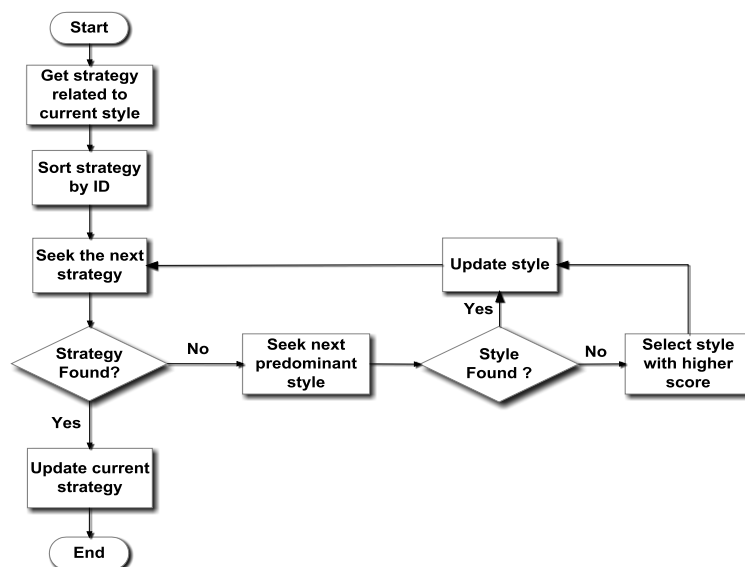 Start
Get strategy
related to
current style
Sort strategy
by ID
Seek the next
strategy
Update style
Yes
Strategy
Found?
No
Seek next
predominant
style
Style
Found ?
No
Select style
with higher
score
Yes
Update current
strategy
End